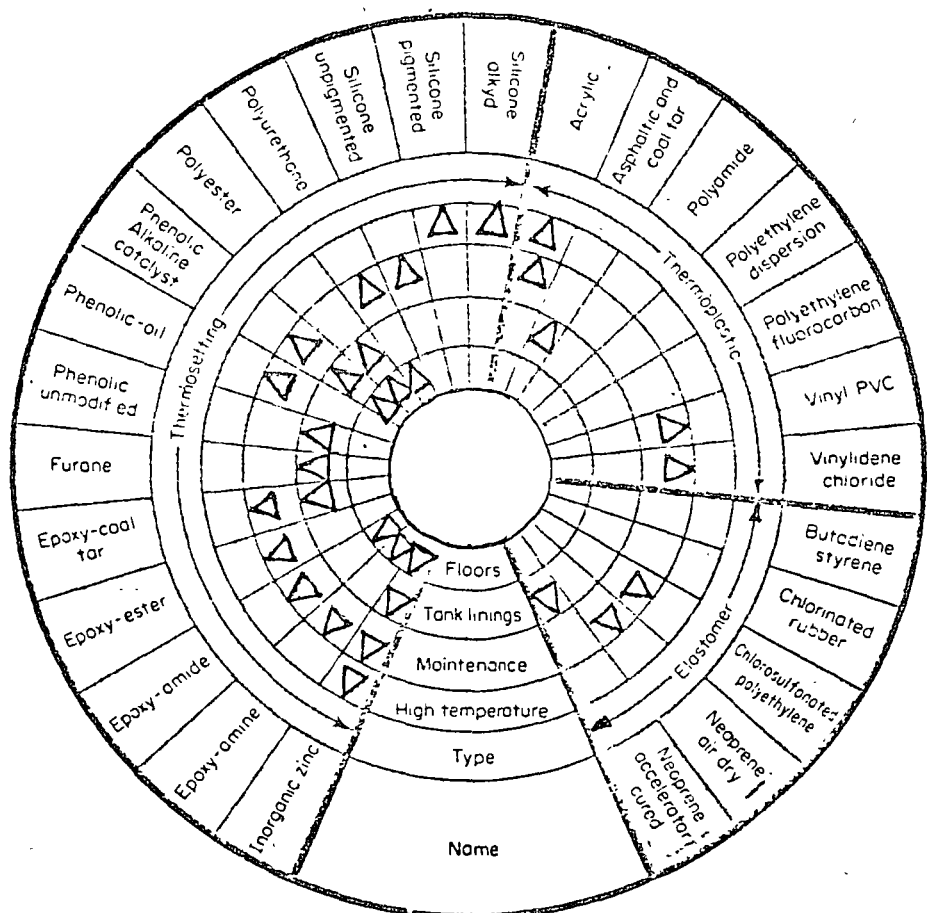 Silicone
alkyd
Silicone
pigmented
Silicone
unpigmented
Polyurethane
Polyester
Phenolic
Alkaline
catclyst
Phenolic-oil
Phenolic
unmodified
Furane
Epoxy-coal
tar
Epoxy-ester
Epoxy-amide
Epoxy-amine
Inorganic zinc
Acrylic
Asphaltic and
coal tar
Polyamide
Polyethylene
dispersion
Polyethylene
fluorocarbon
Vinyl PVC
Vinylidene
chloride
Butadiene
styrene
Chlorinated
rubber
Chlorosulfonated
polyethylene
Neoprene
air dry
Neoprene
accelerator
cured
Thermosetting
Thermoplastic
Elastomer
Floors
Tank linings
Maintenance
High temperature
Type
Name